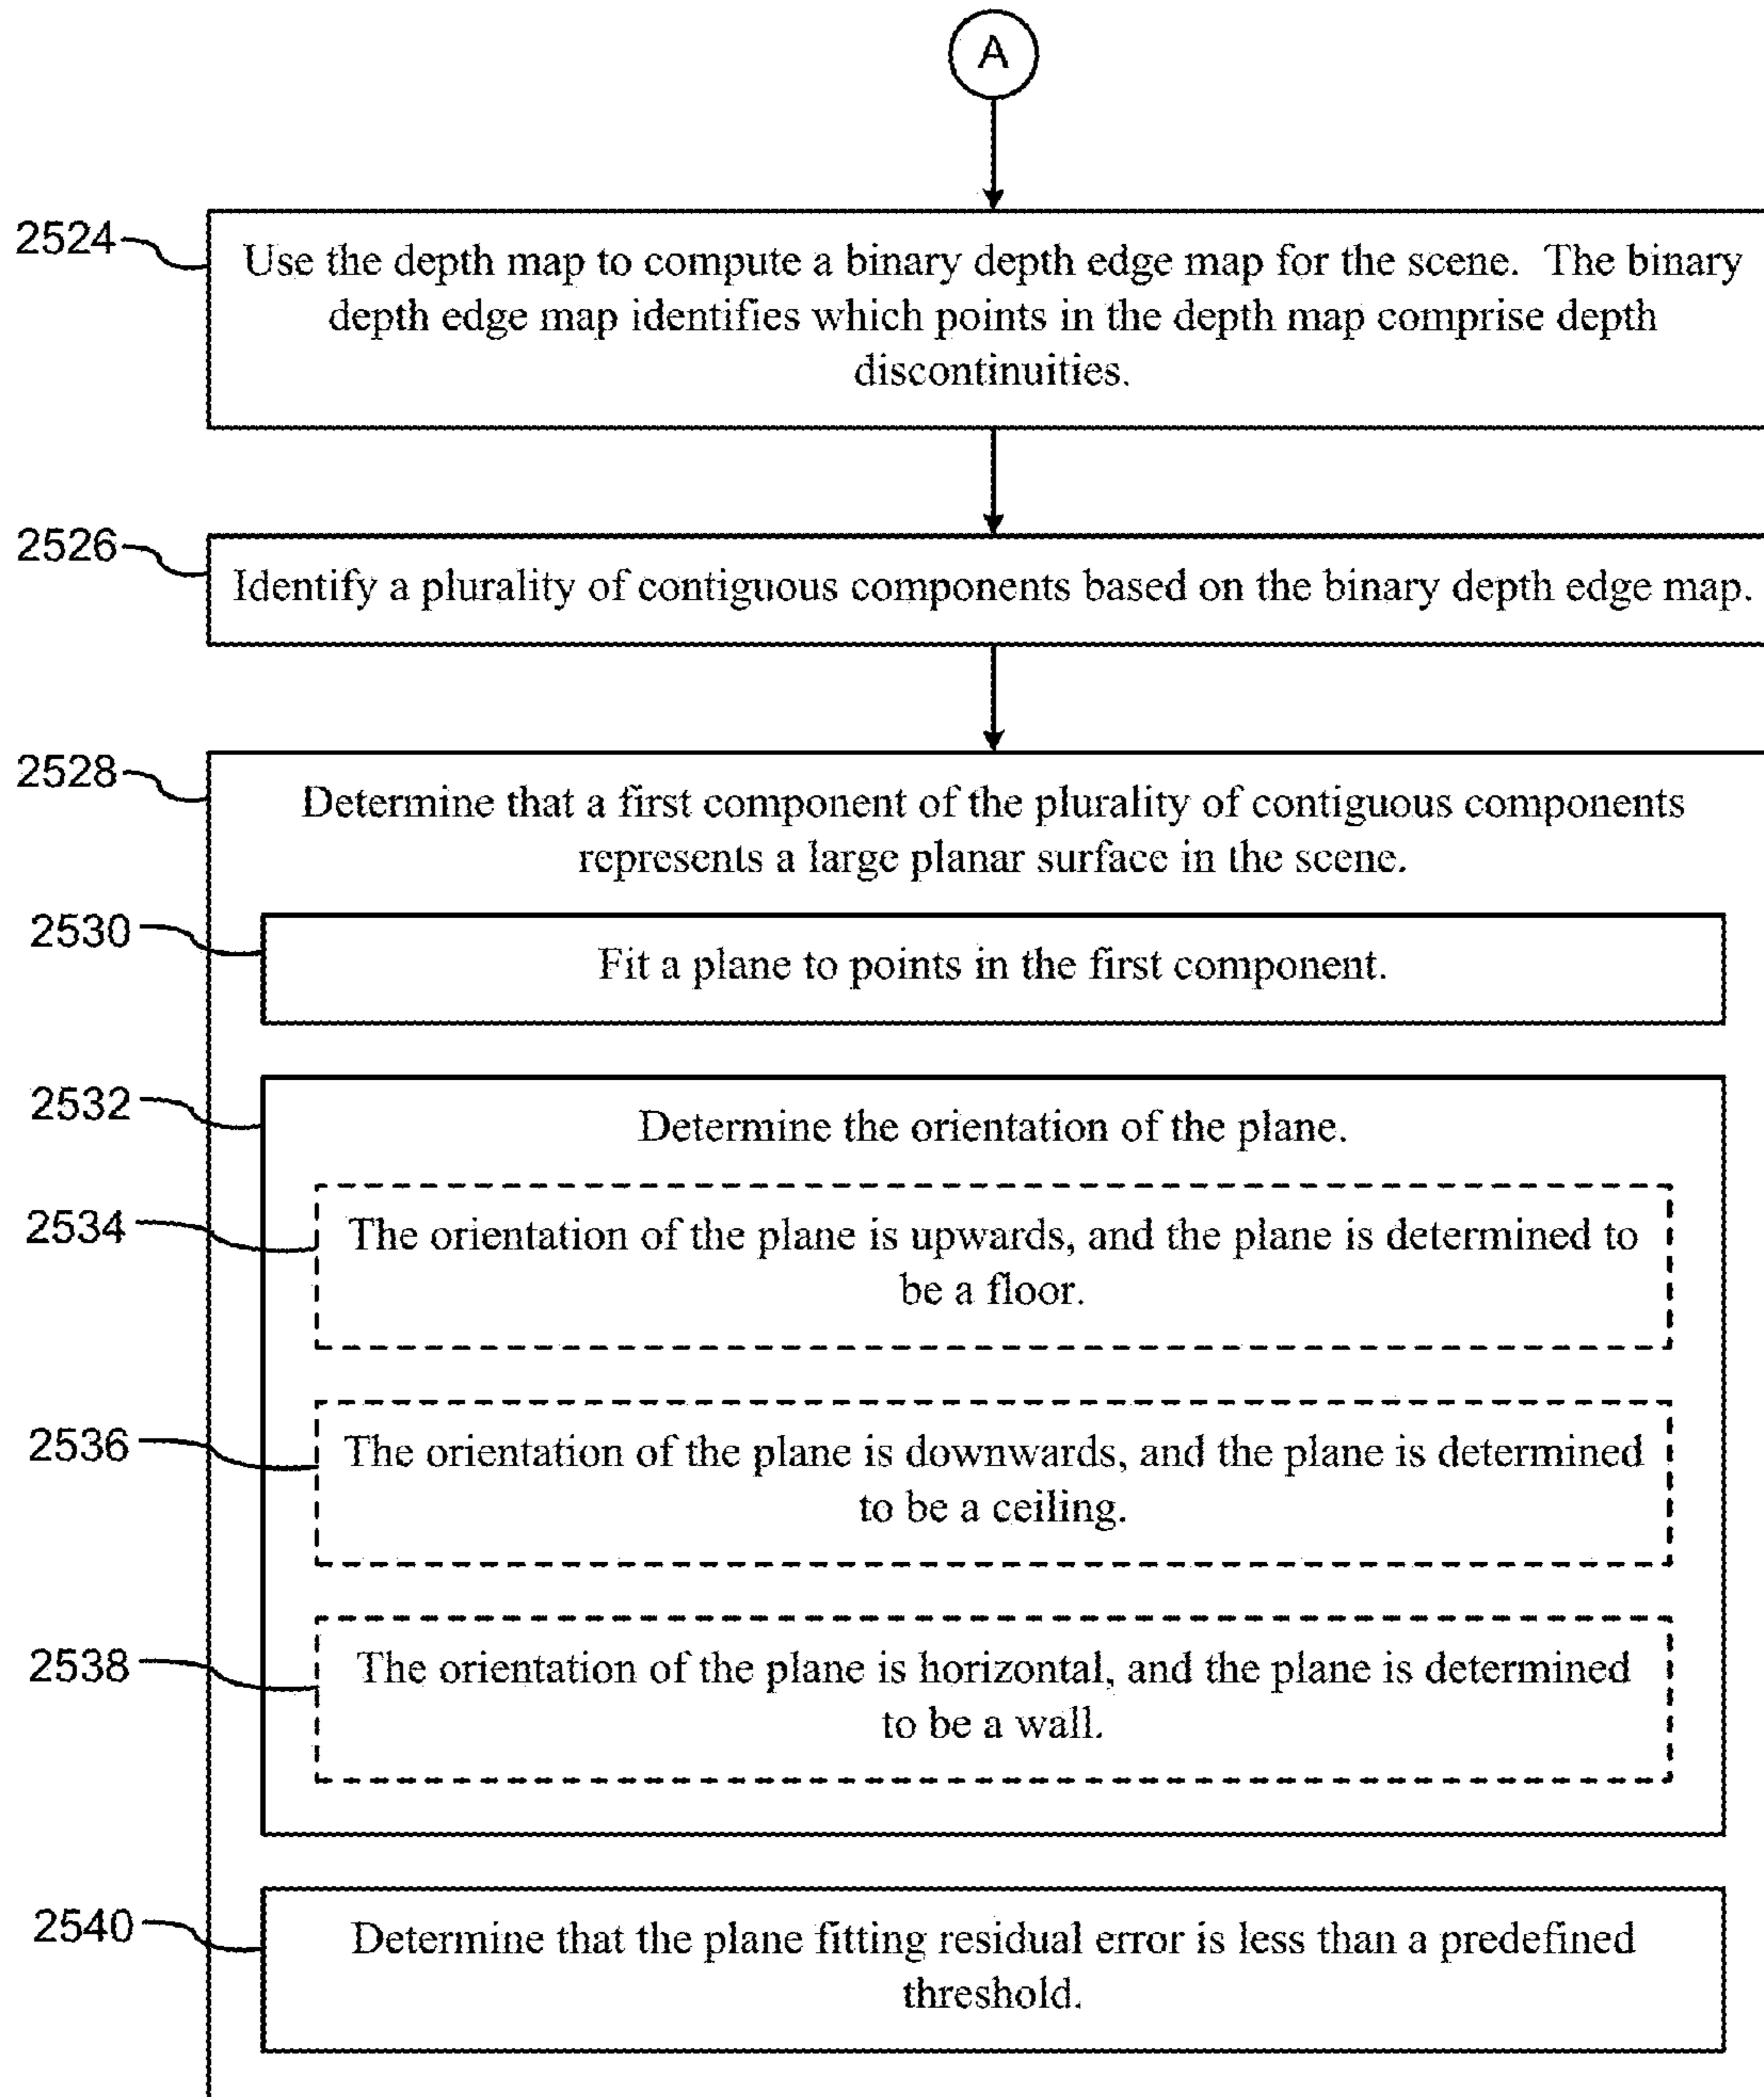 A
2524
Use the depth map to compute a binary depth edge map for the scene. The binary
depth edge map identifies which points in the depth map comprise depth
discontinuities.
2526
Identify a plurality of contiguous components based on the binary depth edge map.
2528
Determine that a first component of the plurality of contiguous components
represents a large planar surface in the scene.
2530
Fit a plane to points in the first component.
2532
Determine the orientation of the plane.
2534
The orientation of the plane is upwards, and the plane is determined to
be a floor.
2536
The orientation of the plane is downwards, and the plane is determined
to be a ceiling.
2538
The orientation of the plane is horizontal, and the plane is determined
to be a wall.
2540
Determine that the plane fitting residual error is less than a predefined
threshold.